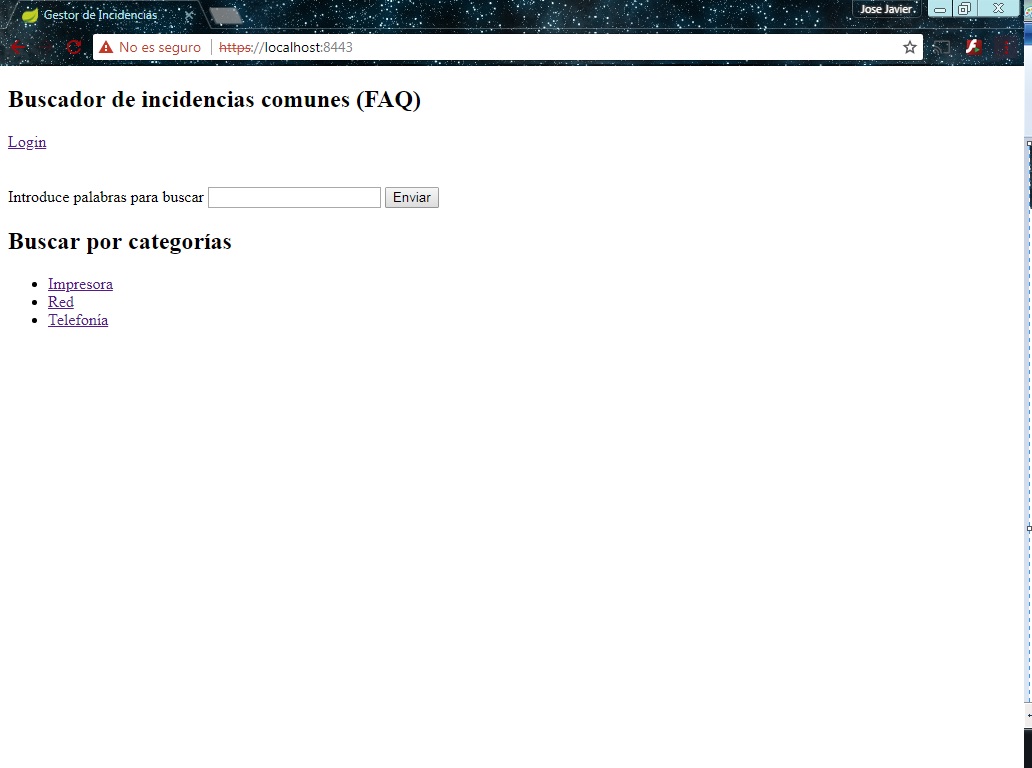 Gestor de Incidencias
Jose Javier.
No es seguro https://localhost:8443
Buscador de incidencias comunes (FAQ)
Login
Introduce palabras para buscar Enviar
Buscar por categorías
Impresora
Red
Telefonía